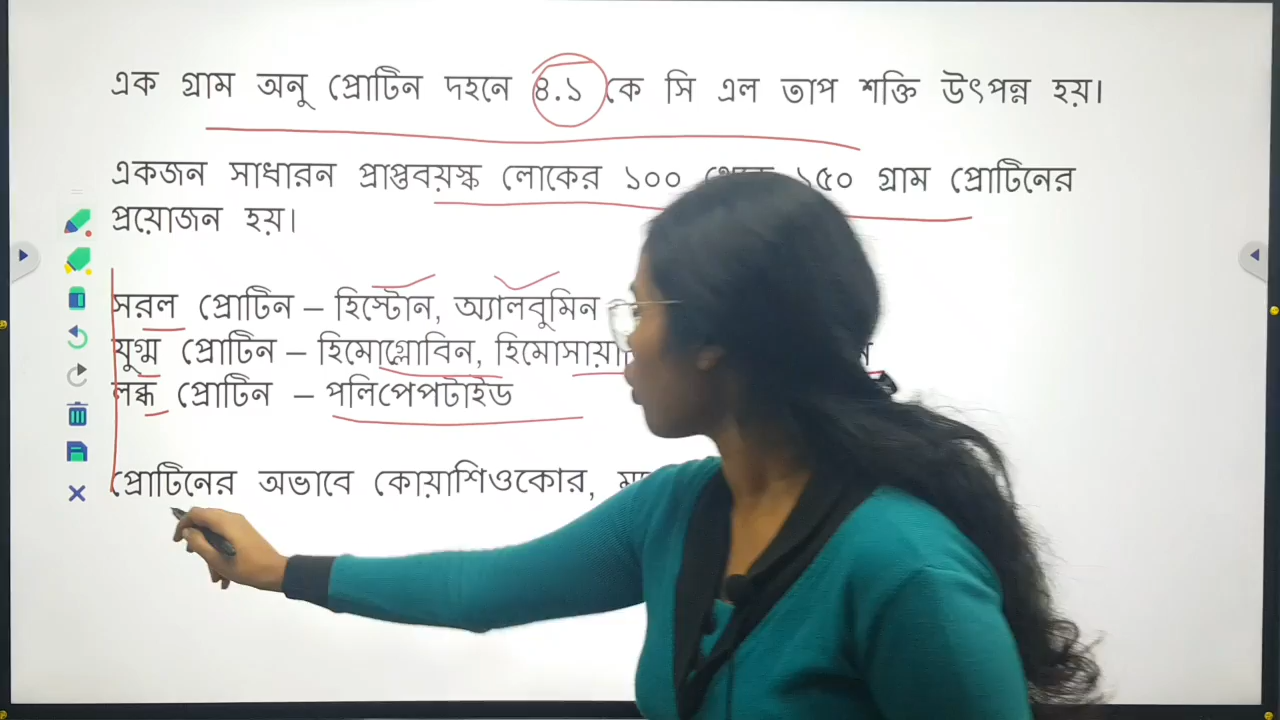 এক গ্রাম অনু প্রোটিন দহনে ৪.১ কে সি এল তাপ শক্তি উৎপন্ন হয়।
একজন সাধারন প্রাপ্তবয়স্ক লোকের ১০০ থেকে ১৫০ গ্রাম প্রোটিনের
প্রয়োজন হয়।
সরল প্রোটিন – হিস্টোন, অ্যালবুমিন
যুগ্ম প্রোটিন – হিমোগ্লোবিন,
লব্ধ প্রোটিন – পলিপেপটাইড
প্রোটিনের অভাবে কোয়াশিওকোর,